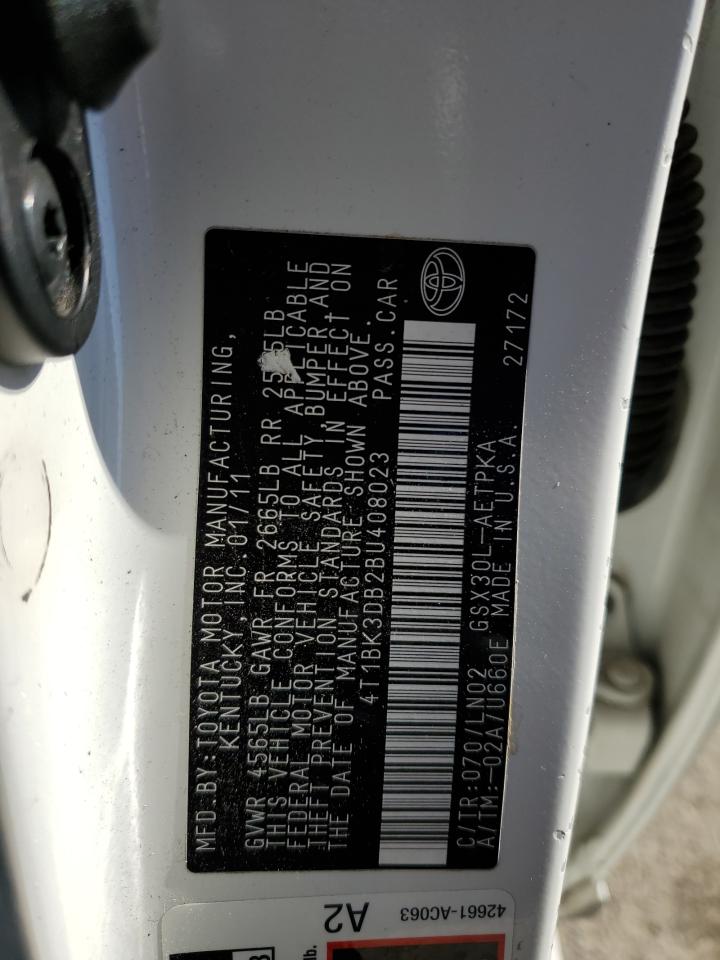 MFD.BY:TOYOTA MOTOR MANUFACTURING,
KENTUCKY,INC.01/11
GVWR 4565LB GAWR FR 2665LB RR LB
THIS VEHICLE CONFORMS TO ALL APPLICABLE
FEDERAL MOTOR VEHICLE SAFETY, BUMPER AND
THEFT PREVENTION STANDARDS IN EFFECT ON
THE DATE OF MANUFACTURE SHOWN ABOVE.
4T1BK3DB2BU408023 PASS.CAR
C/TR:070/LN02 GSX30L-AETPKA 27172
A/TM:-02A/U660E MADE IN U.S.A.
42661-AC063
A2
lb.